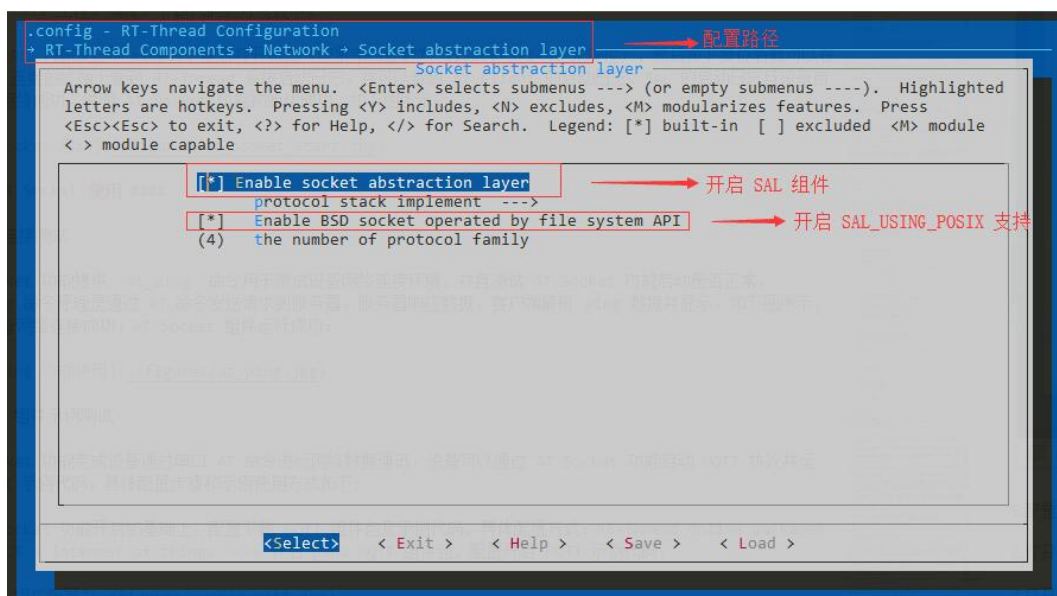 .config - RT-Thread Configuration
→ RT-Thread Components → Network → Socket abstraction layer
配置路径
Socket abstraction layer
Arrow keys navigate the menu.  <Enter> selects submenus ---> (or empty submenus ----).  Highlighted
letters are hotkeys.  Pressing <Y> includes, <N> excludes, <M> modularizes features.  Press
<Esc><Esc> to exit, <?> for Help, </> for Search.  Legend: [*] built-in  [ ] excluded  <M> module
< > module capable
[*] Enable socket abstraction layer
开启 SAL 组件
protocol stack implement  --->
[*]    Enable BSD socket operated by file system API
开启 SAL_USING_POSIX 支持
(4)    the number of protocol family
<Select>    < Exit >    < Help >    < Save >    < Load >